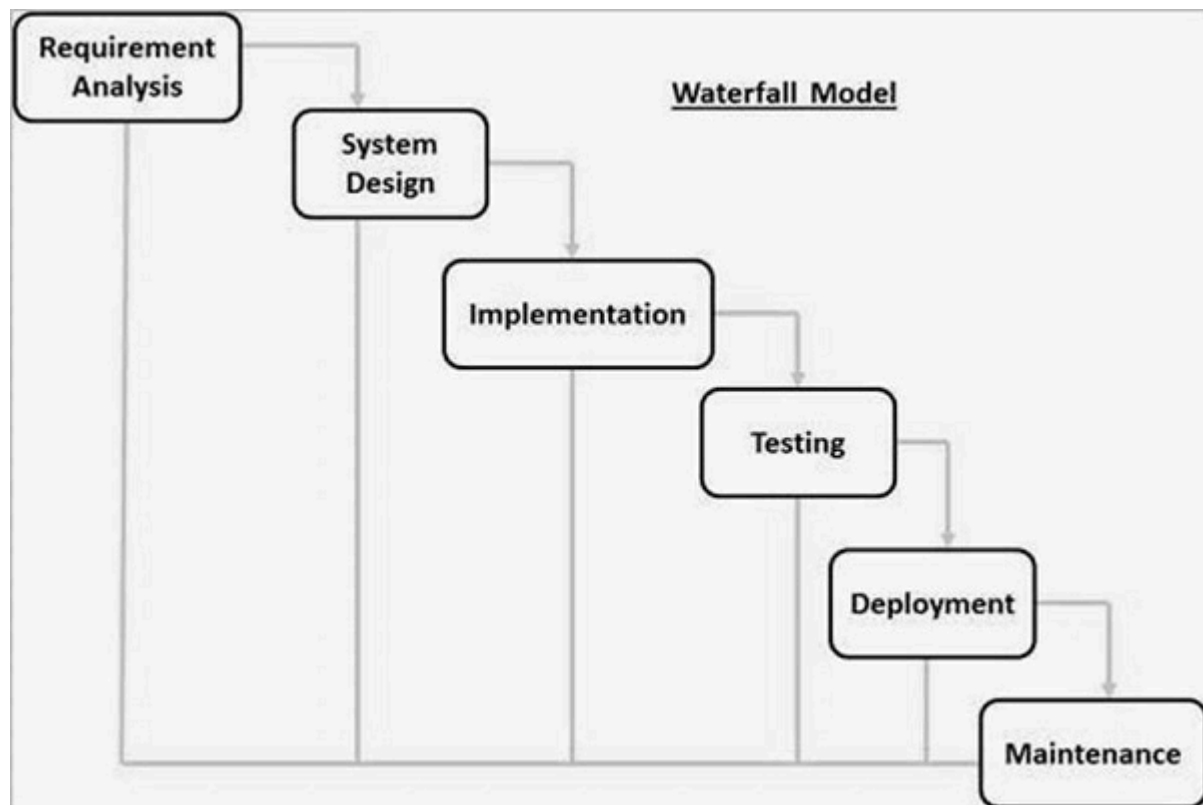 Requirement
Analysis
Waterfall Model
System
Design
Implementation
Testing
Deployment
Maintenance